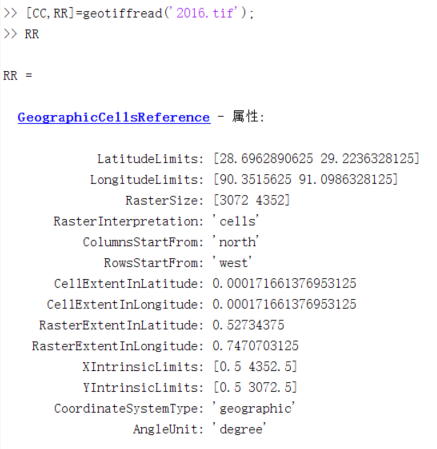 >> [CC,RR]=geotiffread('2016.tif');
>> RR
RR =
GeographicCellsReference - 属性:
LatitudeLimits: [28.6962890625 29.2236328125]
LongitudeLimits: [90.3515625 91.0986328125]
RasterSize: [3072 4352]
RasterInterpretation: 'cells'
ColumnsStartFrom: 'north'
RowsStartFrom: 'west'
CellExtentInLatitude: 0.000171661376953125
CellExtentInLongitude: 0.000171661376953125
RasterExtentInLatitude: 0.52734375
RasterExtentInLongitude: 0.7470703125
XIntrinsicLimits: [0.5 4352.5]
YIntrinsicLimits: [0.5 3072.5]
CoordinateSystemType: 'geographic'
AngleUnit: 'degree'